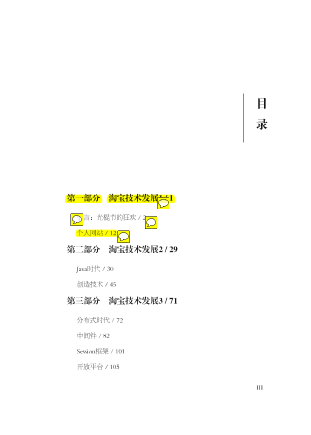 目
录
第一部分 淘宝技术发展 / 1
言：光棍节的狂欢 / 2
个人网站 / 12
第二部分 淘宝技术发展2 / 29
Java时代 / 30
创造技术 / 45
第三部分 淘宝技术发展3 / 71
分布式时代 / 72
中间件 / 82
Session框架 / 101
开放平台 / 105
III